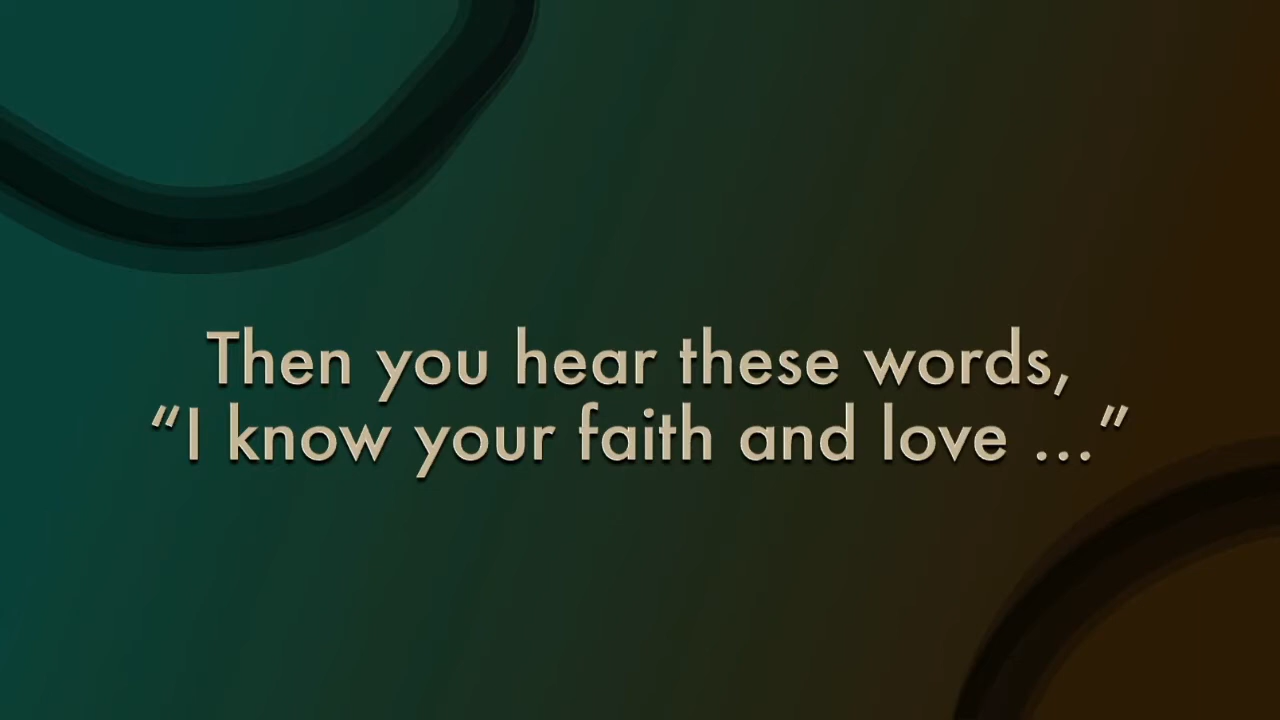 Then you hear these words,
“I know your faith and love ...”